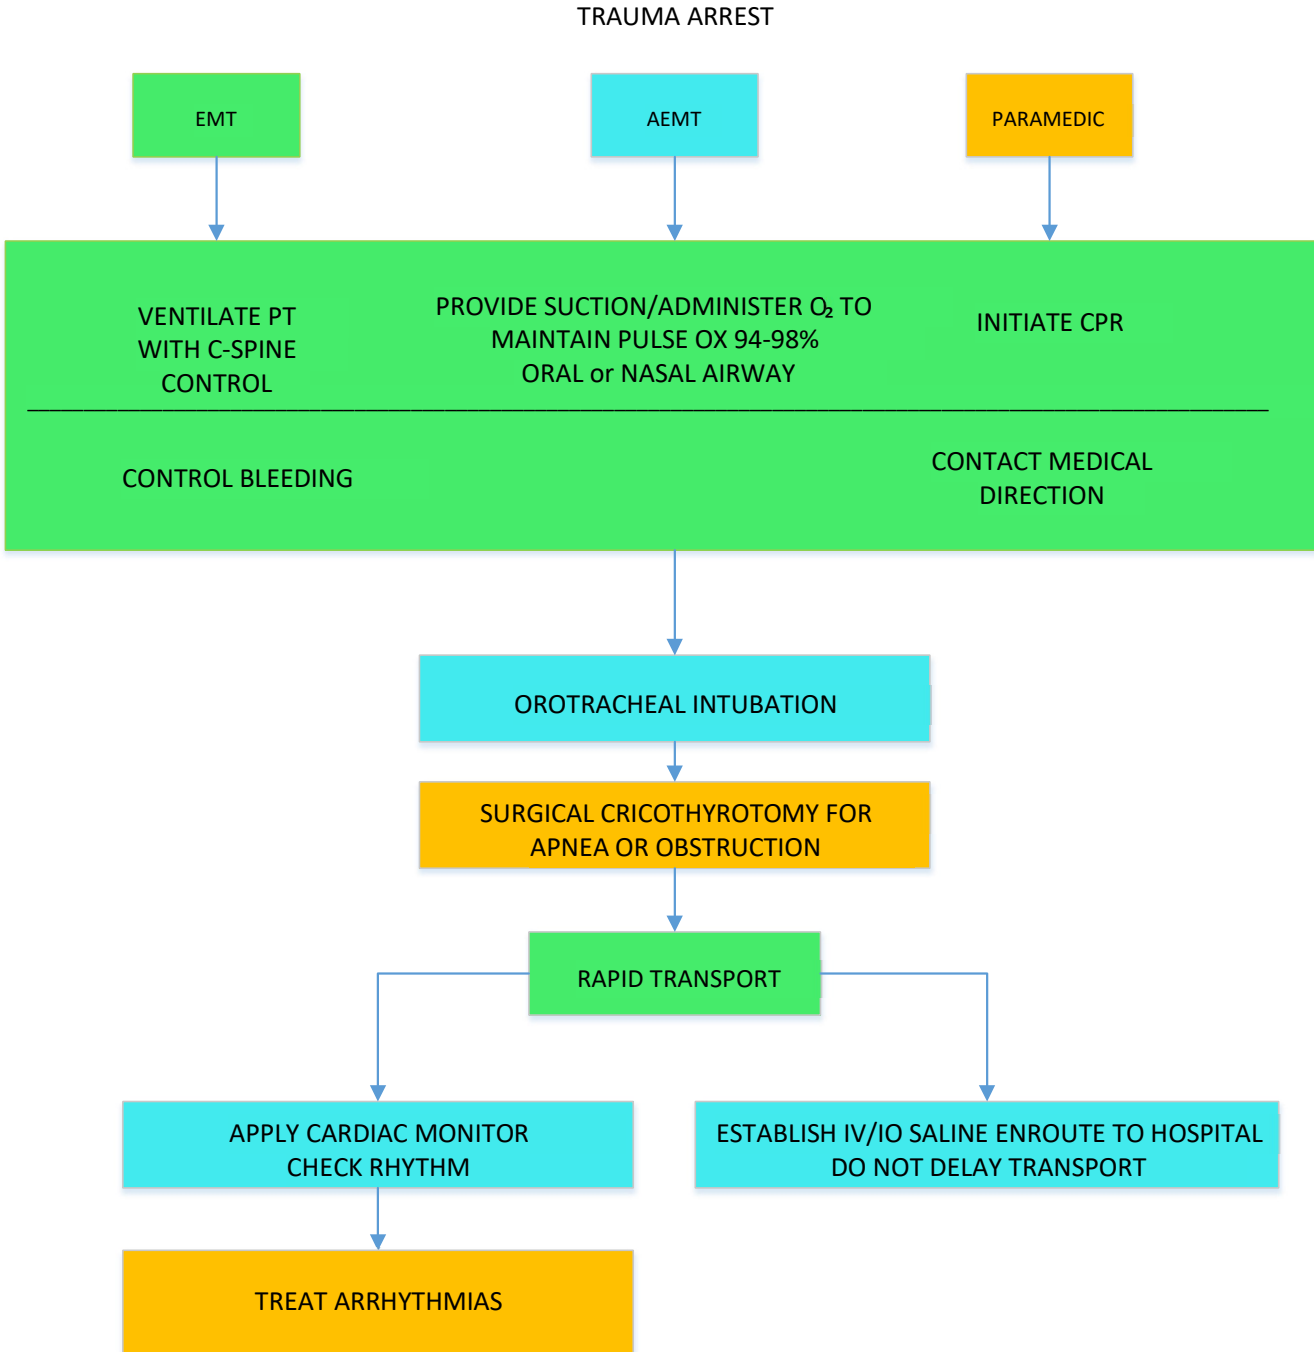 TRAUMA ARREST
EMT
AEMT
PARAMEDIC
VENTILATE PT
WITH C-SPINE
CONTROL
PROVIDE SUCTION/ADMINISTER O₂ TO
MAINTAIN PULSE OX 94-98%
ORAL or NASAL AIRWAY
INITIATE CPR
CONTROL BLEEDING
CONTACT MEDICAL
DIRECTION
OROTRACHEAL INTUBATION
SURGICAL CRICOTHYROTOMY FOR
APNEA OR OBSTRUCTION
RAPID TRANSPORT
APPLY CARDIAC MONITOR
CHECK RHYTHM
ESTABLISH IV/IO SALINE ENROUTE TO HOSPITAL
DO NOT DELAY TRANSPORT
TREAT ARRHYTHMIAS